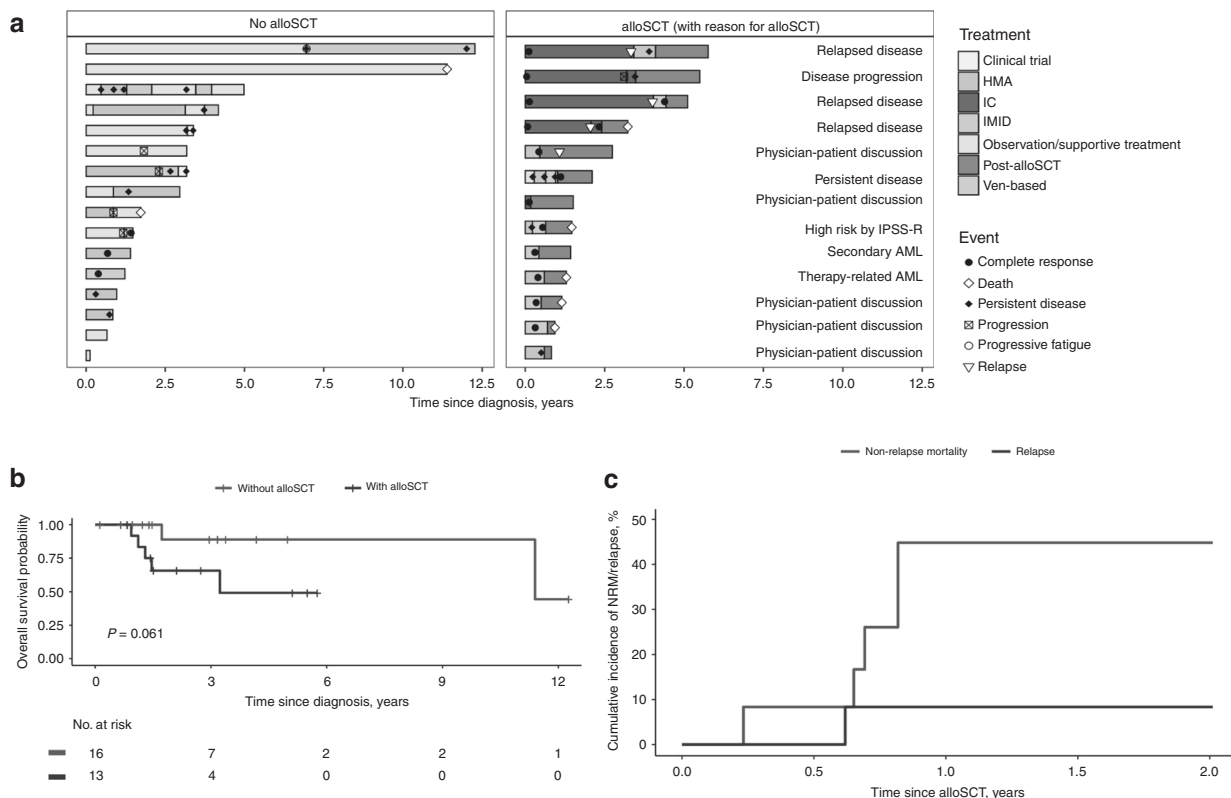 a
No alloSCT
alloSCT (with reason for alloSCT)
Relapsed disease
Disease progression
Relapsed disease
Relapsed disease
Physician-patient discussion
Persistent disease
Physician-patient discussion
High risk by IPSS-R
Secondary AML
Therapy-related AML
Physician-patient discussion
Physician-patient discussion
Physician-patient discussion
0.0 2.5 5.0 7.5 10.0 12.5
0.0 2.5 5.0 7.5 10.0 12.5
Time since diagnosis, years
Treatment
Clinical trial
HMA
IC
IMID
Observation/supportive treatment
Post-alloSCT
Ven-based
Event
Complete response
Death
Persistent disease
Progression
Progressive fatigue
Relapse
b
Without alloSCT With alloSCT
Overall survival probability
1.00
0.75
0.50
0.25
0.00
P = 0.061
0 3 6 9 12
Time since diagnosis, years
No. at risk
16 7 2 2 1
13 4 0 0 0
Non-relapse mortality Relapse
c
Cumulative incidence of NRM/relapse, %
50
40
30
20
10
0
0.0 0.5 1.0 1.5 2.0
Time since alloSCT, years